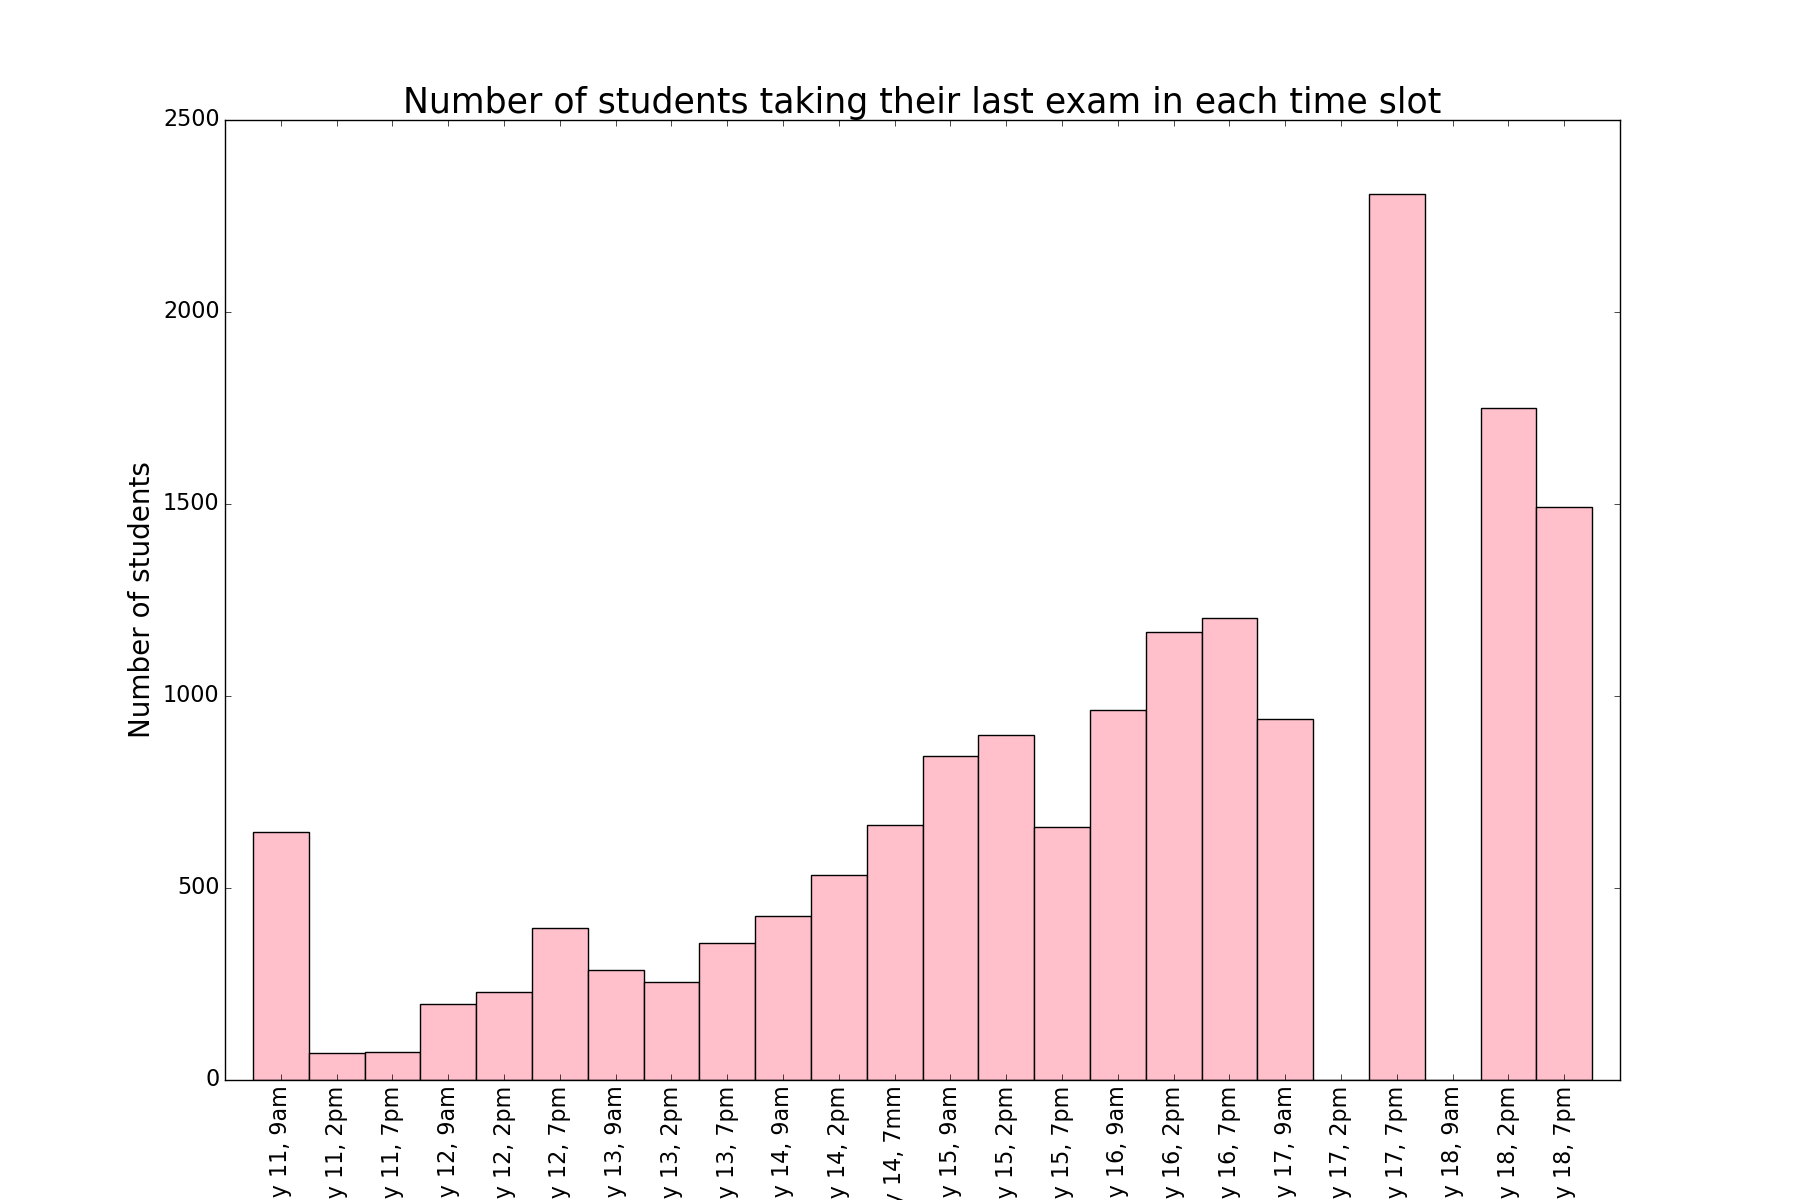 Number of students taking their last exam in each time slot
2500
2000
1500
1000
500
0
Number of students
y 11, 9am
y 11, 2pm
y 11, 7pm
y 12, 9am
y 12, 2pm
y 12, 7pm
y 13, 9am
y 13, 2pm
y 13, 7pm
y 14, 9am
y 14, 2pm
y 14, 7mm
y 15, 9am
y 15, 2pm
y 15, 7pm
y 16, 9am
y 16, 2pm
y 16, 7pm
y 17, 9am
y 17, 2pm
y 17, 7pm
y 18, 9am
y 18, 2pm
y 18, 7pm